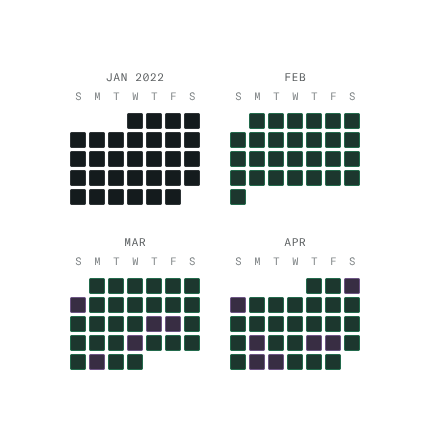 JAN 2022
S M T W T F S
FEB
S M T W T F S
MAR
S M T W T F S
APR
S M T W T F S